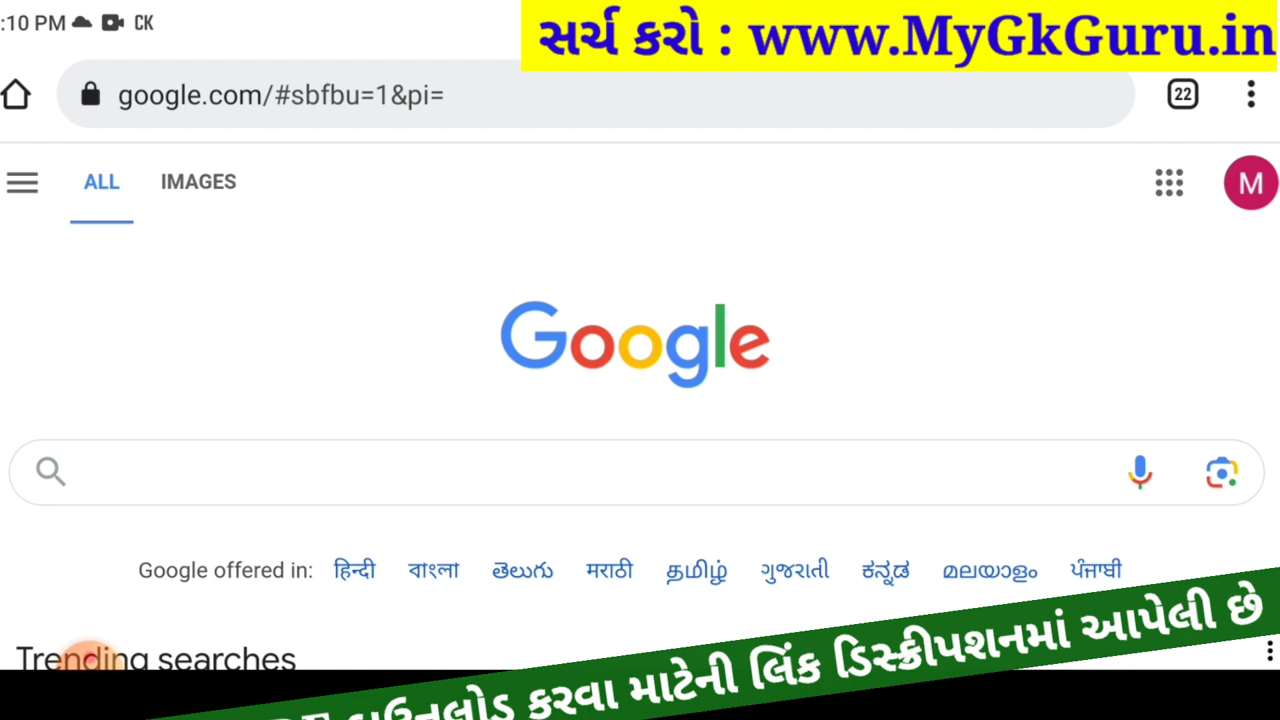 :10 PM CK
સર્ચ કરો : www.MyGkGuru.in
google.com/#sbfbu=1&pi=
22
ALL IMAGES
M
Google
Google offered in: हिन्दी বাংলা తెలుగు मराठी தமிழ் ગુજરાતી ಕನ್ನಡ മലയാളം ਪੰਜਾਬੀ
Trending searches
ડાઉનલોડ કરવા માટેની લિંક ડિસ્ક્રીપશનમાં આપેલી છે